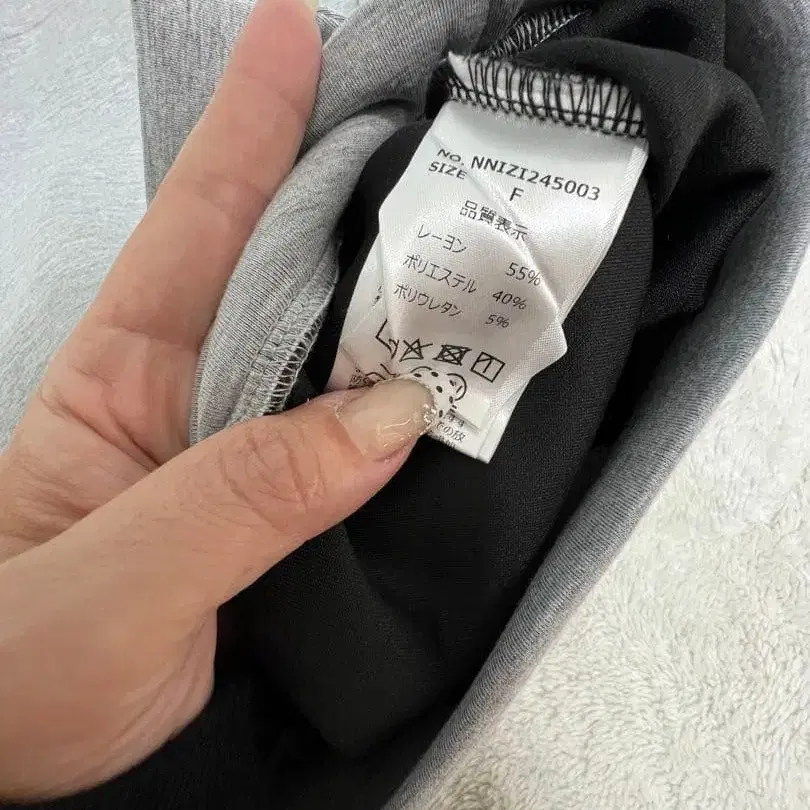 NO. NNIZI245003
SIZE F
品質表示
レーヨン 55%
ポリエステル 40%
ポリウレタン 5%